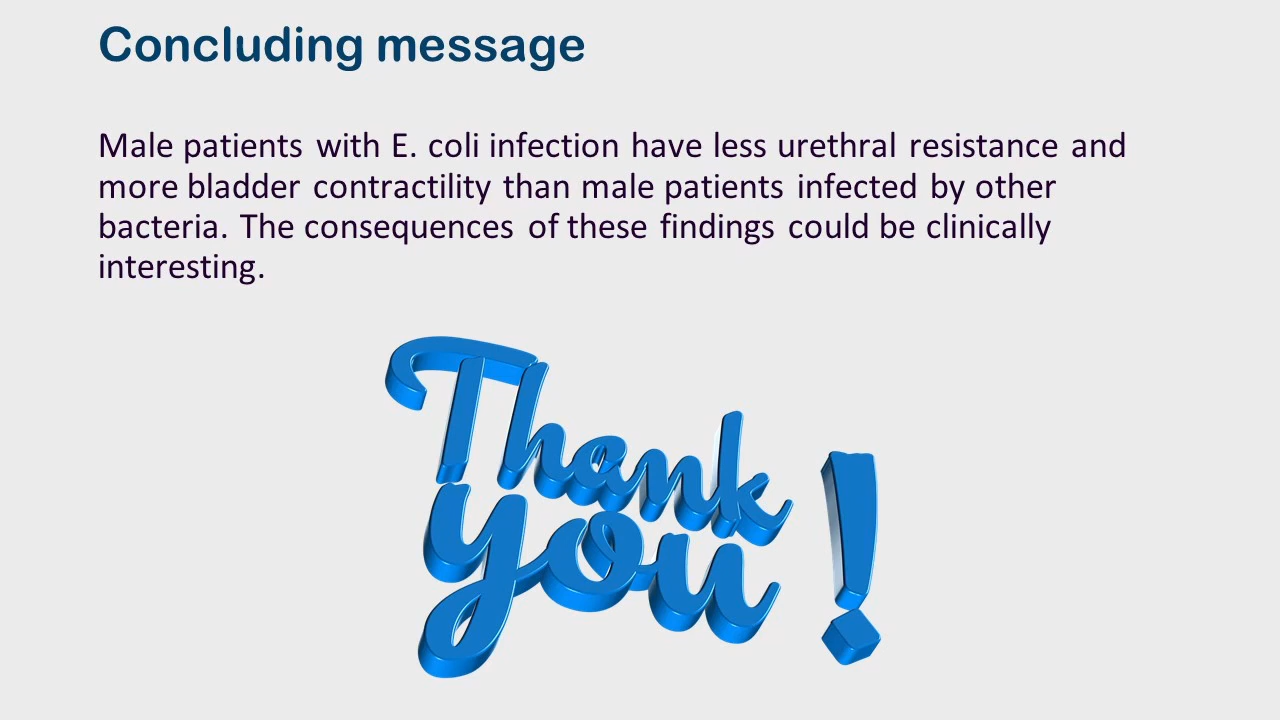 Concluding message
Male patients with E. coli infection have less urethral resistance and
more bladder contractility than male patients infected by other
bacteria. The consequences of these findings could be clinically
interesting.
Thank
you !